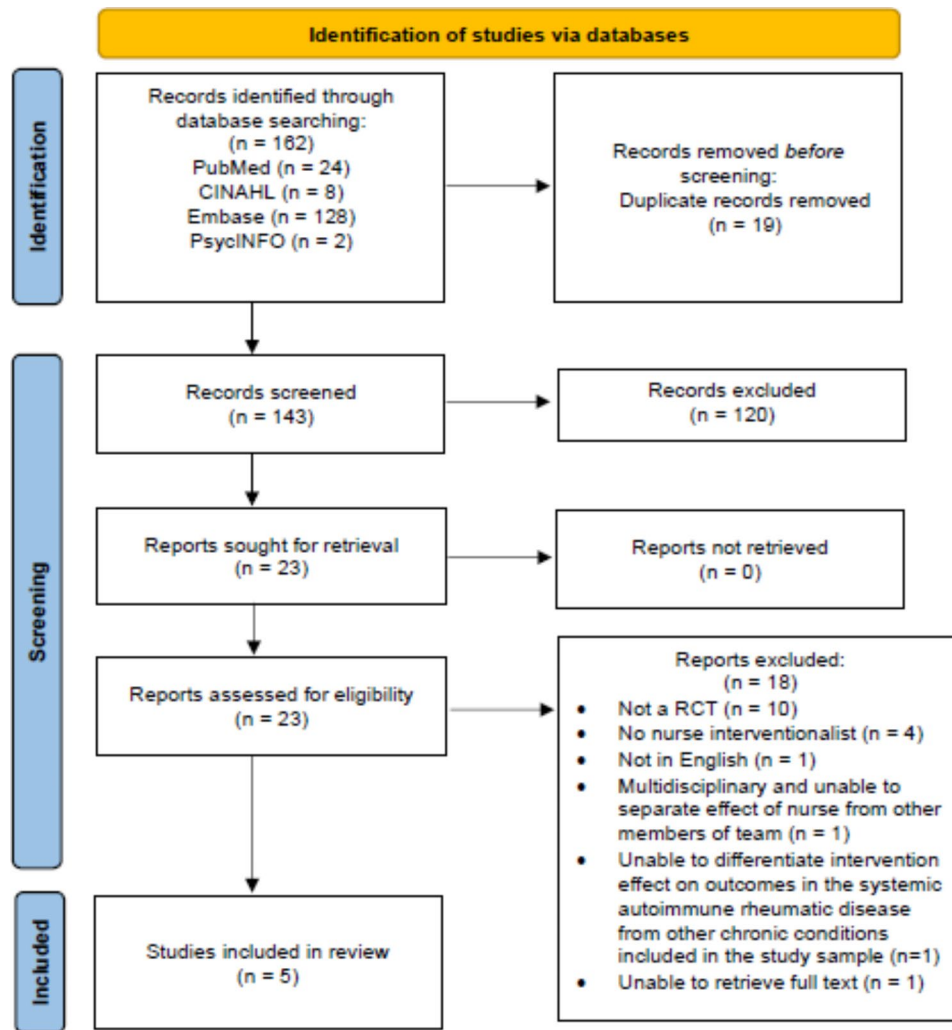 Identification of studies via databases
Identification
Records identified through
database searching:
(n = 162)
PubMed (n = 24)
CINAHL (n = 8)
Embase (n = 128)
PsycINFO (n = 2)
Records removed before
screening:
Duplicate records removed
(n = 19)
Screening
Records screened
(n = 143)
Records excluded
(n = 120)
Reports sought for retrieval
(n = 23)
Reports not retrieved
(n = 0)
Reports assessed for eligibility
(n = 23)
Reports excluded:
(n = 18)
• Not a RCT (n = 10)
• No nurse interventionalist (n = 4)
• Not in English (n = 1)
• Multidisciplinary and unable to
separate effect of nurse from other
members of team (n = 1)
• Unable to differentiate intervention
effect on outcomes in the systemic
autoimmune rheumatic disease
from other chronic conditions
included in the study sample (n=1)
• Unable to retrieve full text (n = 1)
Included
Studies included in review
(n = 5)